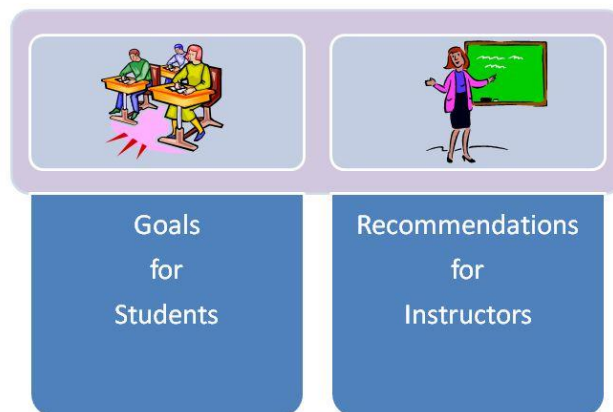 Goals
for
Students
Recommendations
for
Instructors